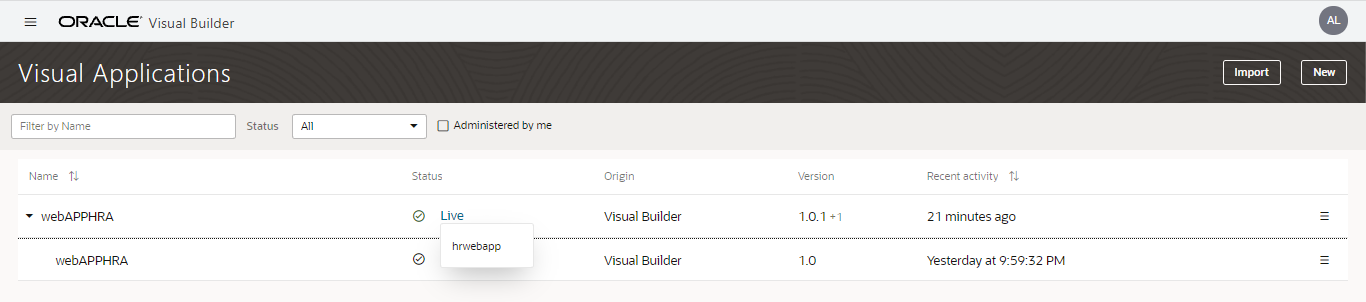 ORACLE Visual Builder
AL
Visual Applications
Import
New
Filter by Name
Status
All
Administered by me
Name Status Origin Version Recent activity
webAPPHRA Live Visual Builder 1.0.1 +1 21 minutes ago
hrwebapp
webAPPHRA Visual Builder 1.0 Yesterday at 9:59:32 PM